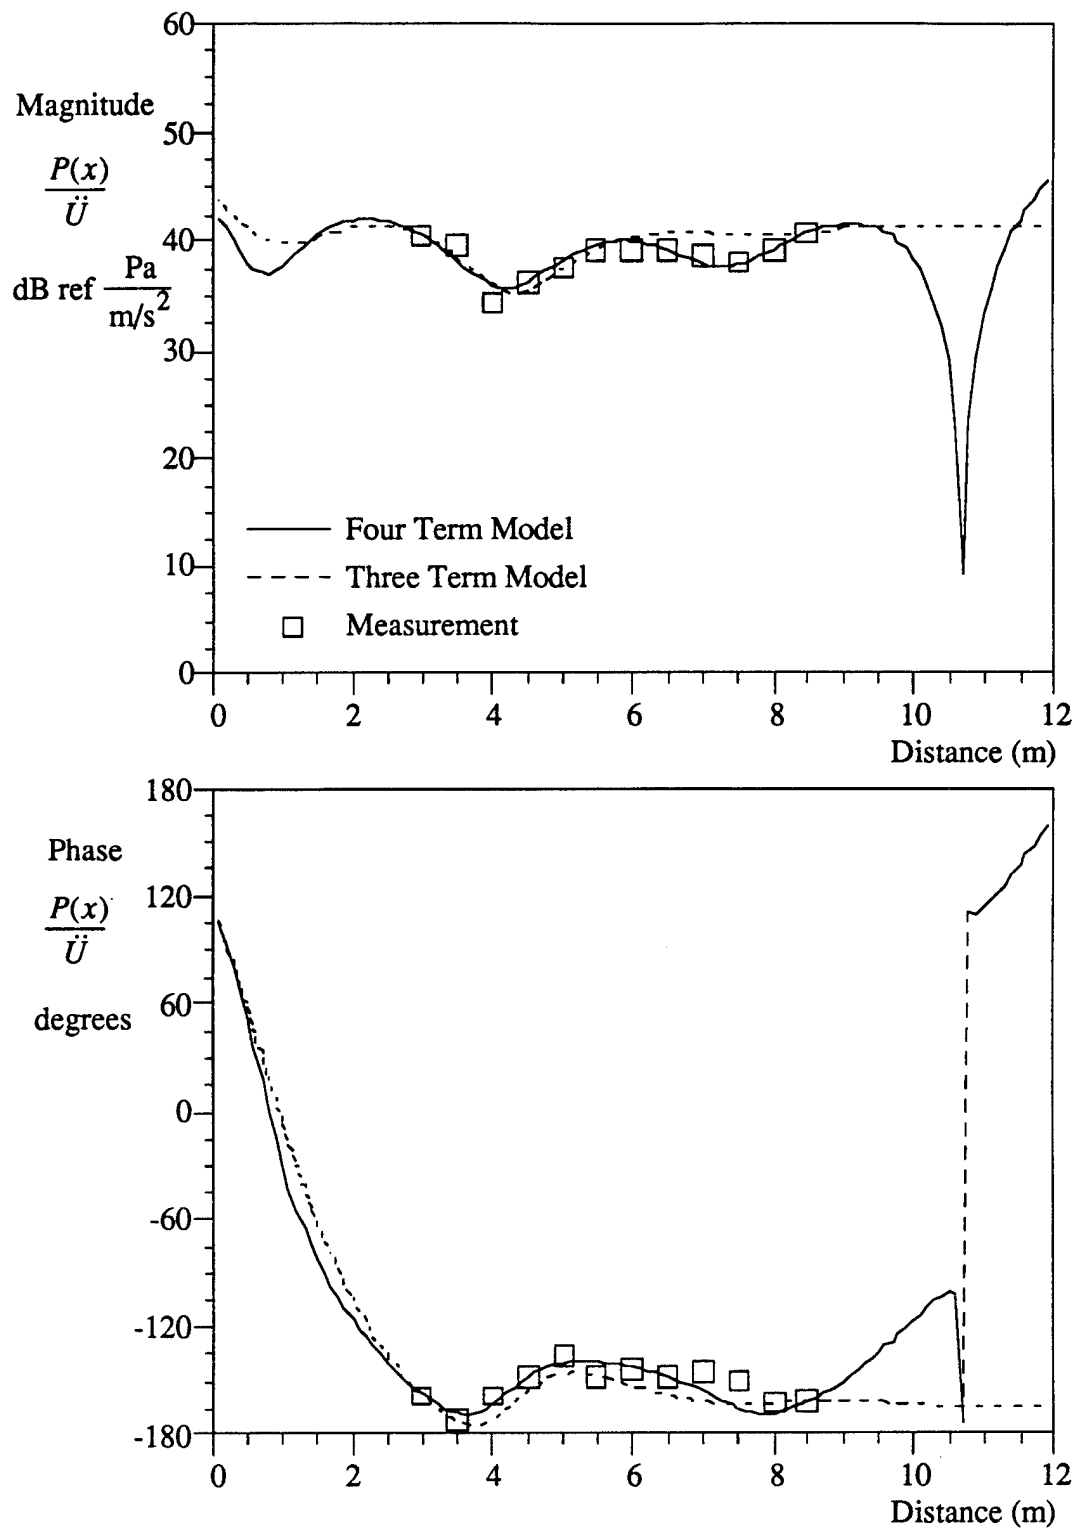 60
Magnitude
50
P(x)
Ü
40
dB ref Pa
m/s²
30
20
Four Term Model
10
Three Term Model
Measurement
0
0 2 4 6 8 10 12
Distance (m)
180
Phase
120
P(x)
Ü
60
degrees
0
-60
-120
-180
0 2 4 6 8 10 12
Distance (m)